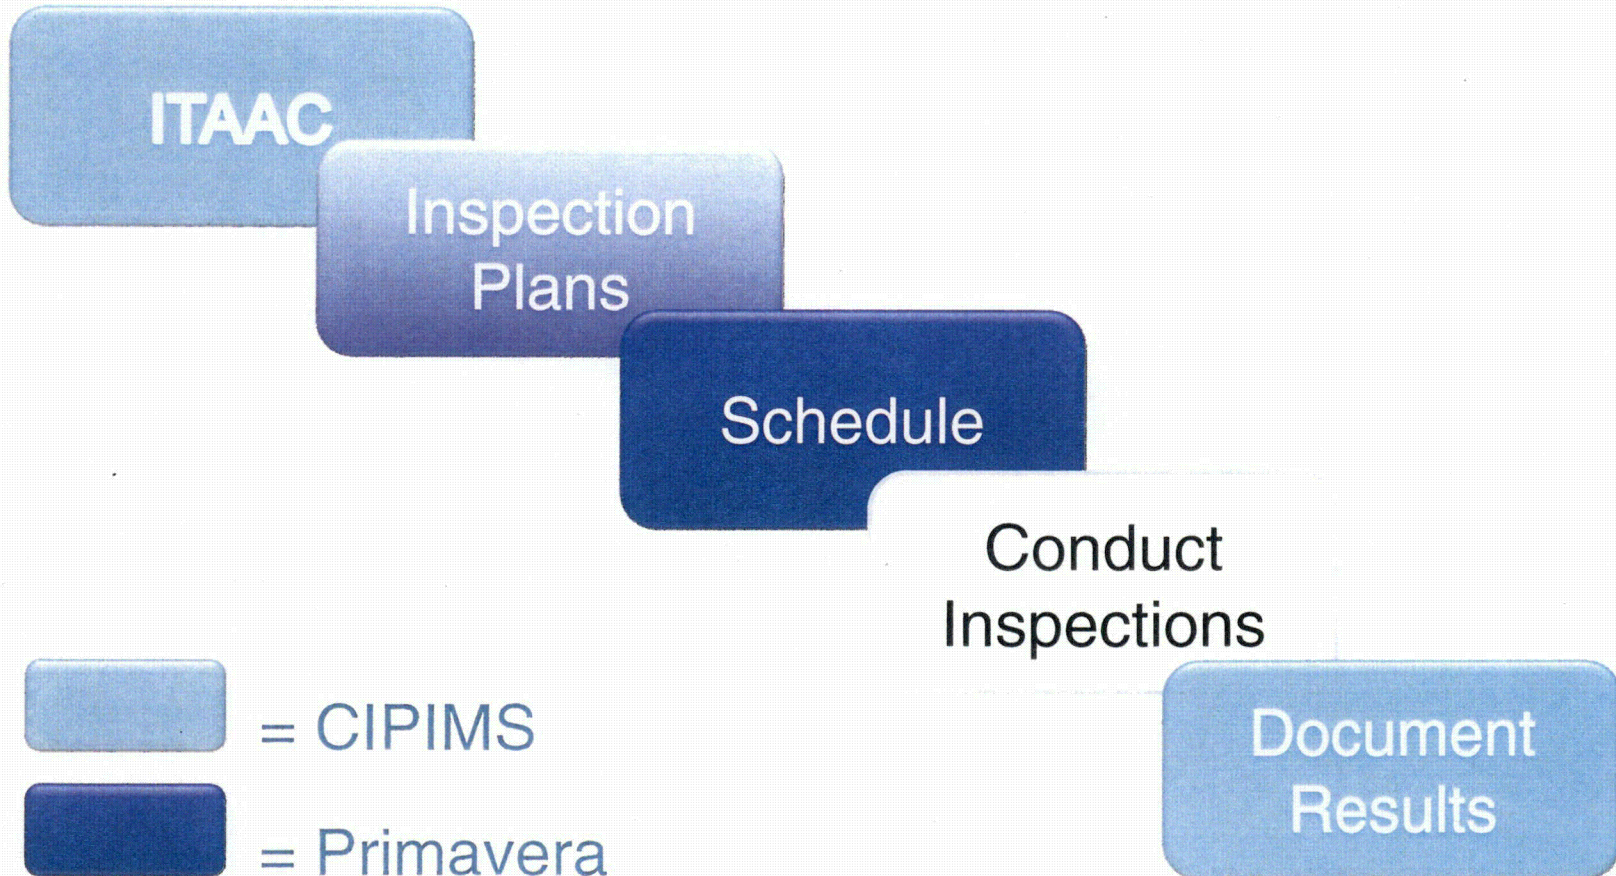 ITAAC
Inspection
Plans
Schedule
Conduct
Inspections
Document
Results
= CIPIMS
= Primavera